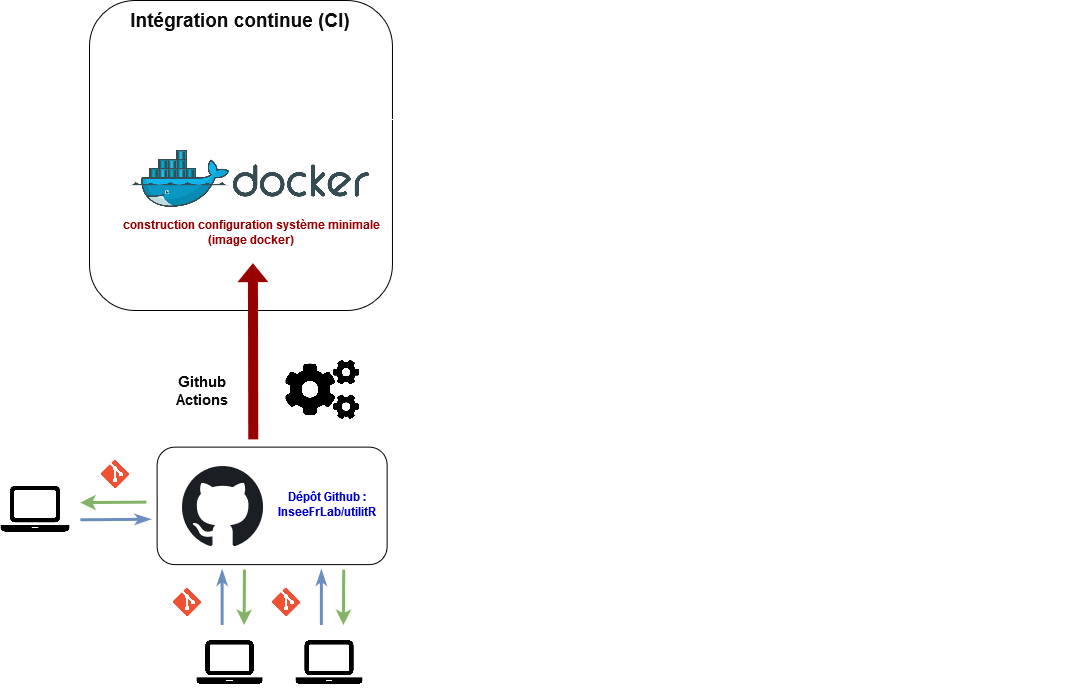 Intégration continue (CI)
docker
construction configuration système minimale
(image docker)
Github
Actions
Dépôt Github :
InseeFrLab/utilitR